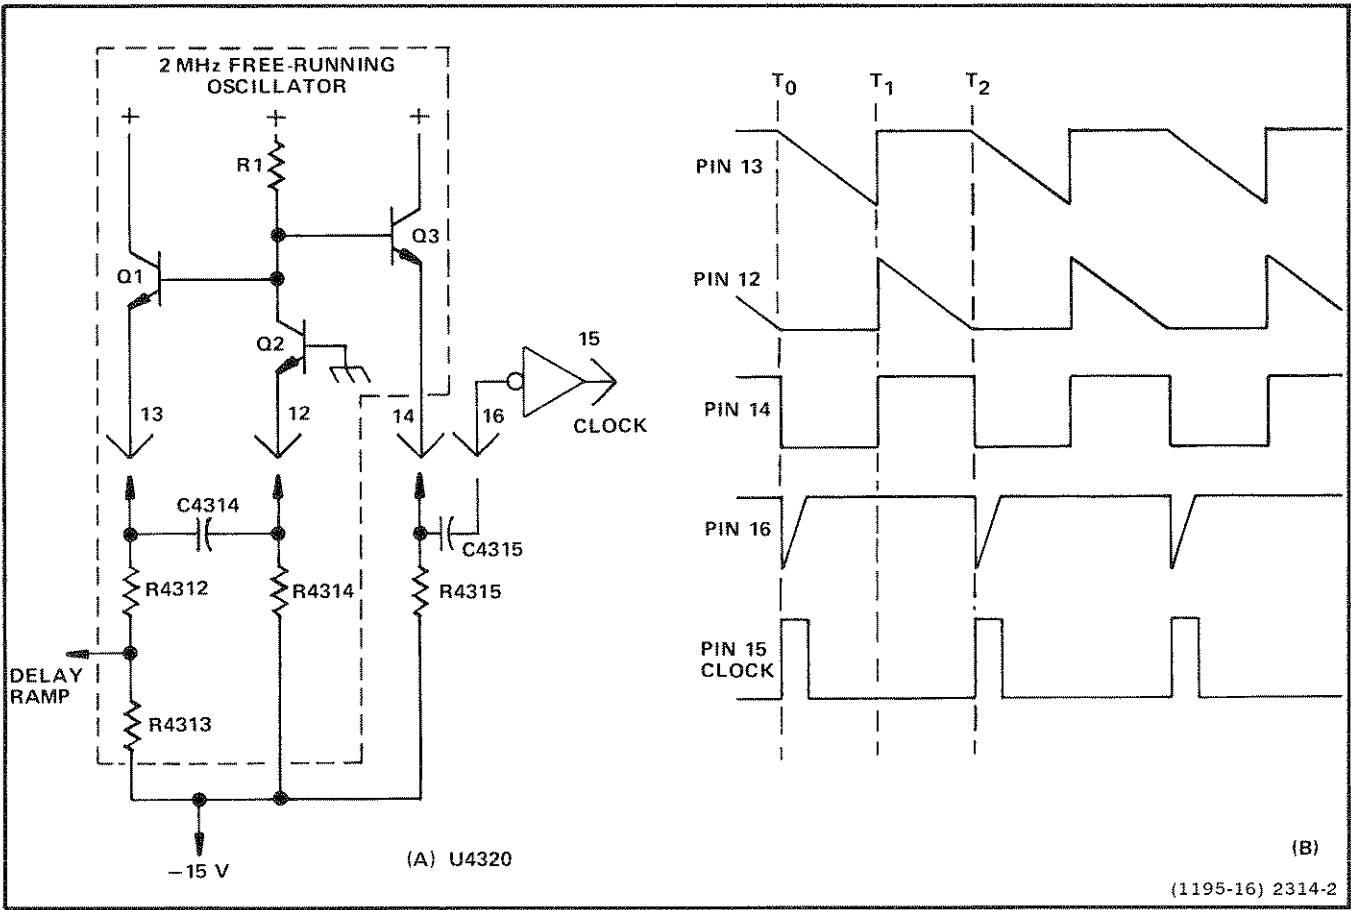 2 MHz FREE-RUNNING
OSCILLATOR
+ + +
R1
Q1
Q2
Q3
13
12
14
16
15
CLOCK
C4314
C4315
R4312
R4314
R4315
DELAY
RAMP
R4313
−15 V
(A) U4320
T0 T1 T2
PIN 13
PIN 12
PIN 14
PIN 16
PIN 15
CLOCK
(B)
(1195-16) 2314-2